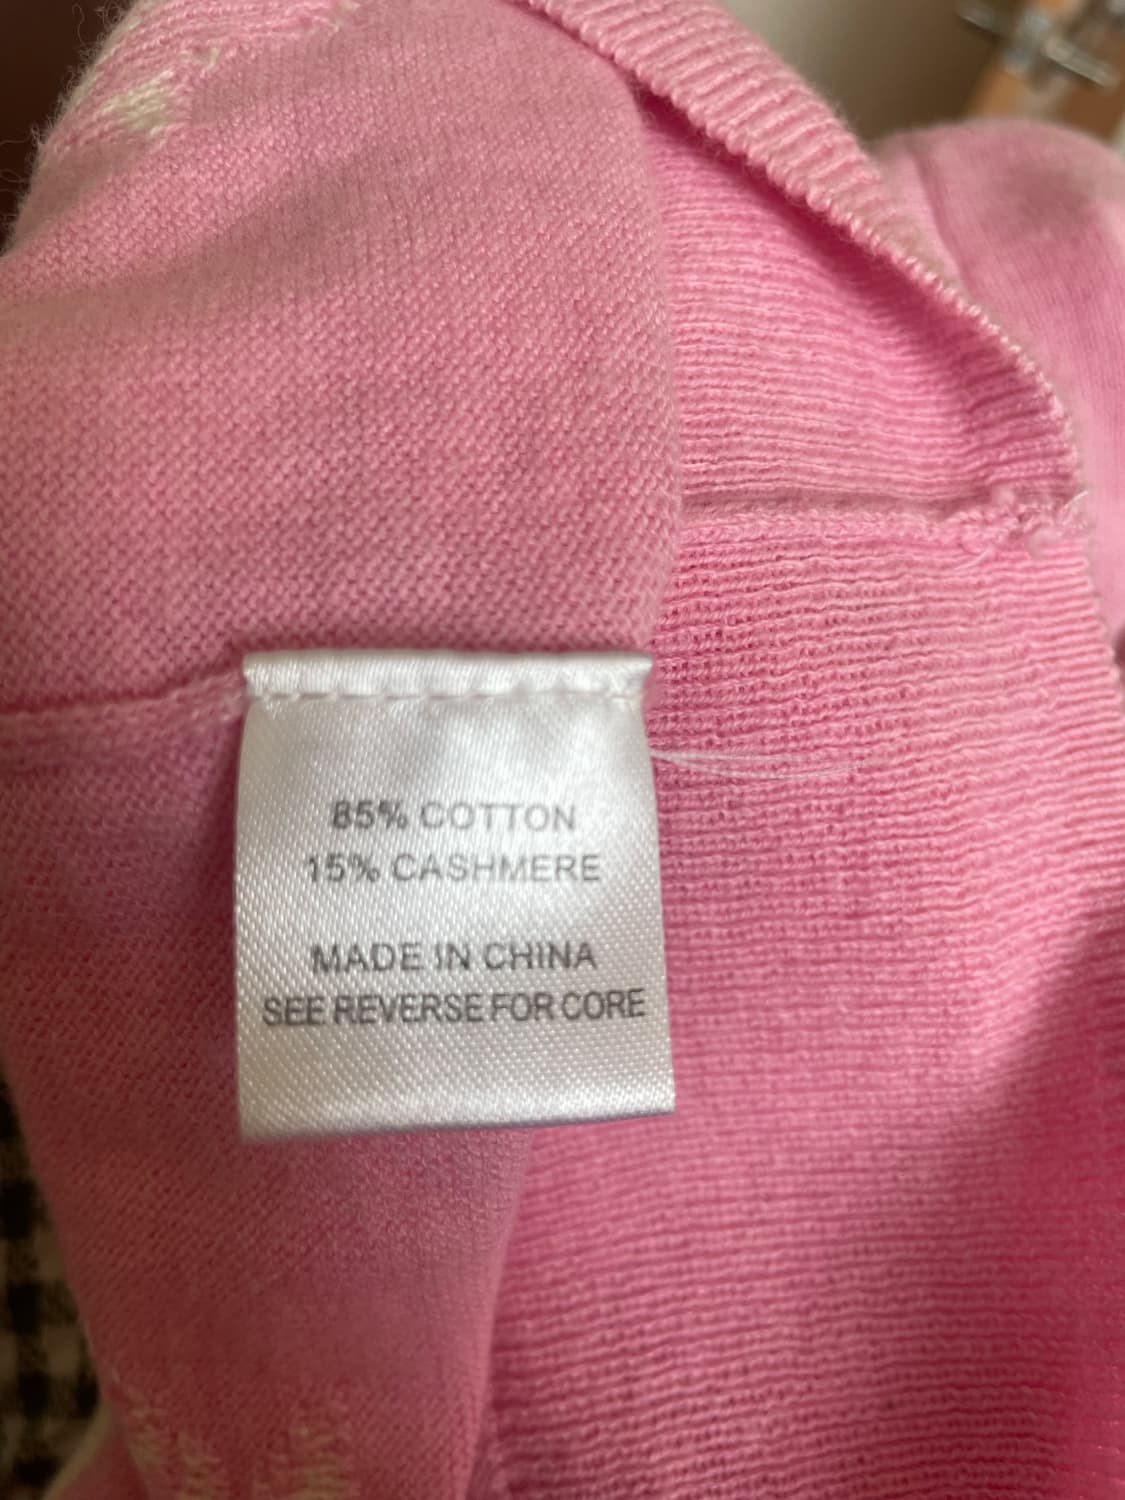 85% COTTON
15% CASHMERE
MADE IN CHINA
SEE REVERSE FOR CORE